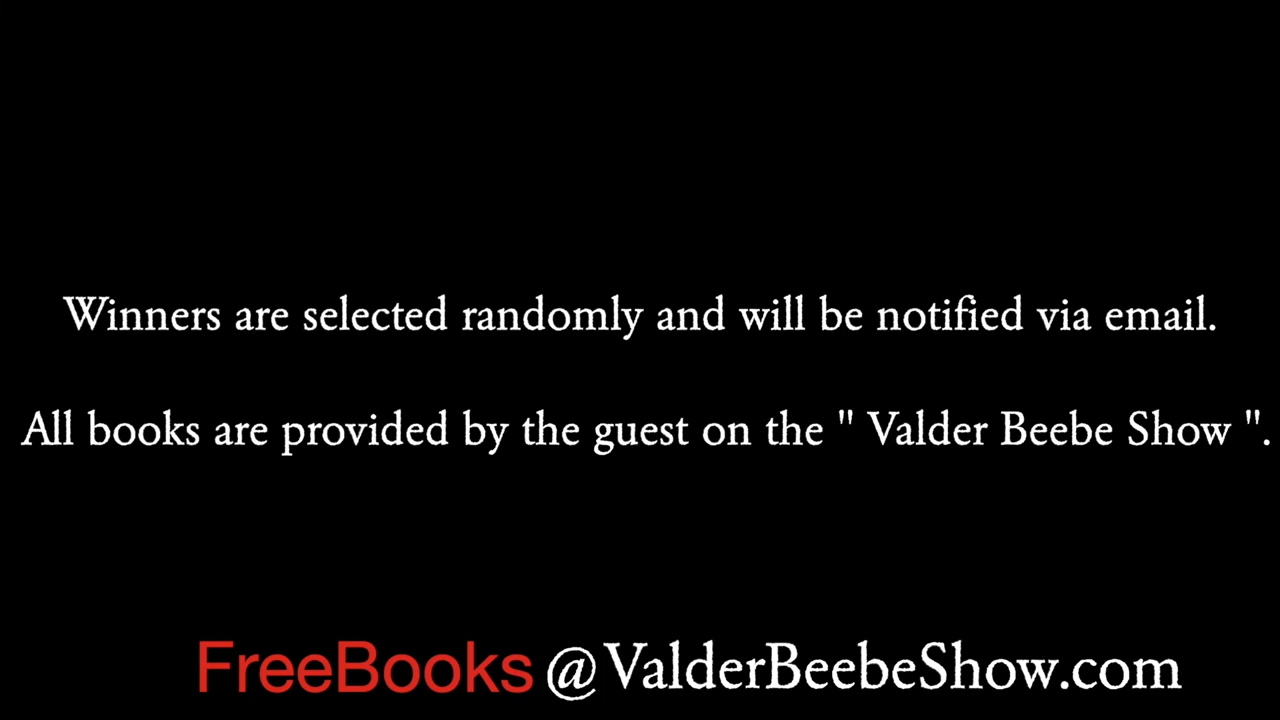 Winners are selected randomly and will be notified via email.
All books are provided by the guest on the " Valder Beebe Show ".
FreeBooks@ValderBeebeShow.com